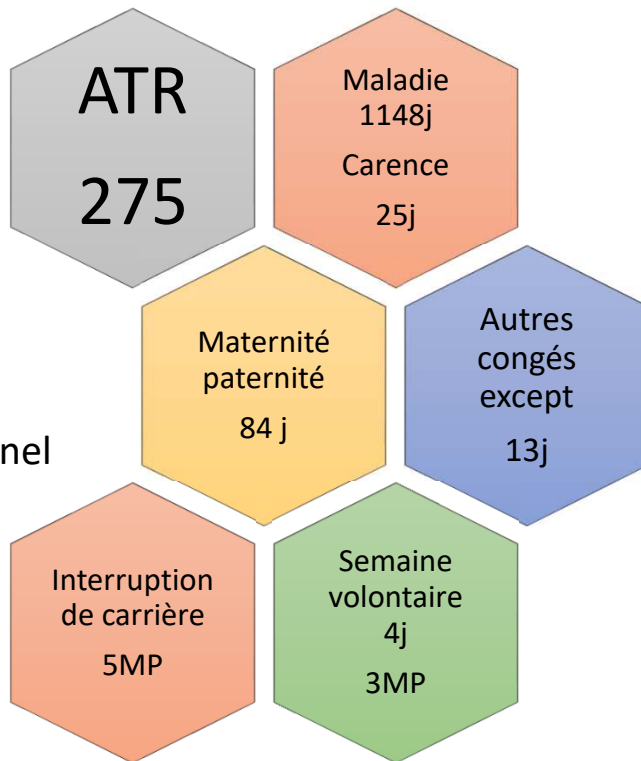 ATR
275
Maladie
1148j
Carence
25j
Maternité
paternité
84 j
Autres
congés
except
13j
nel
Interruption
de carrière
5MP
Semaine
volontaire
4j
3MP